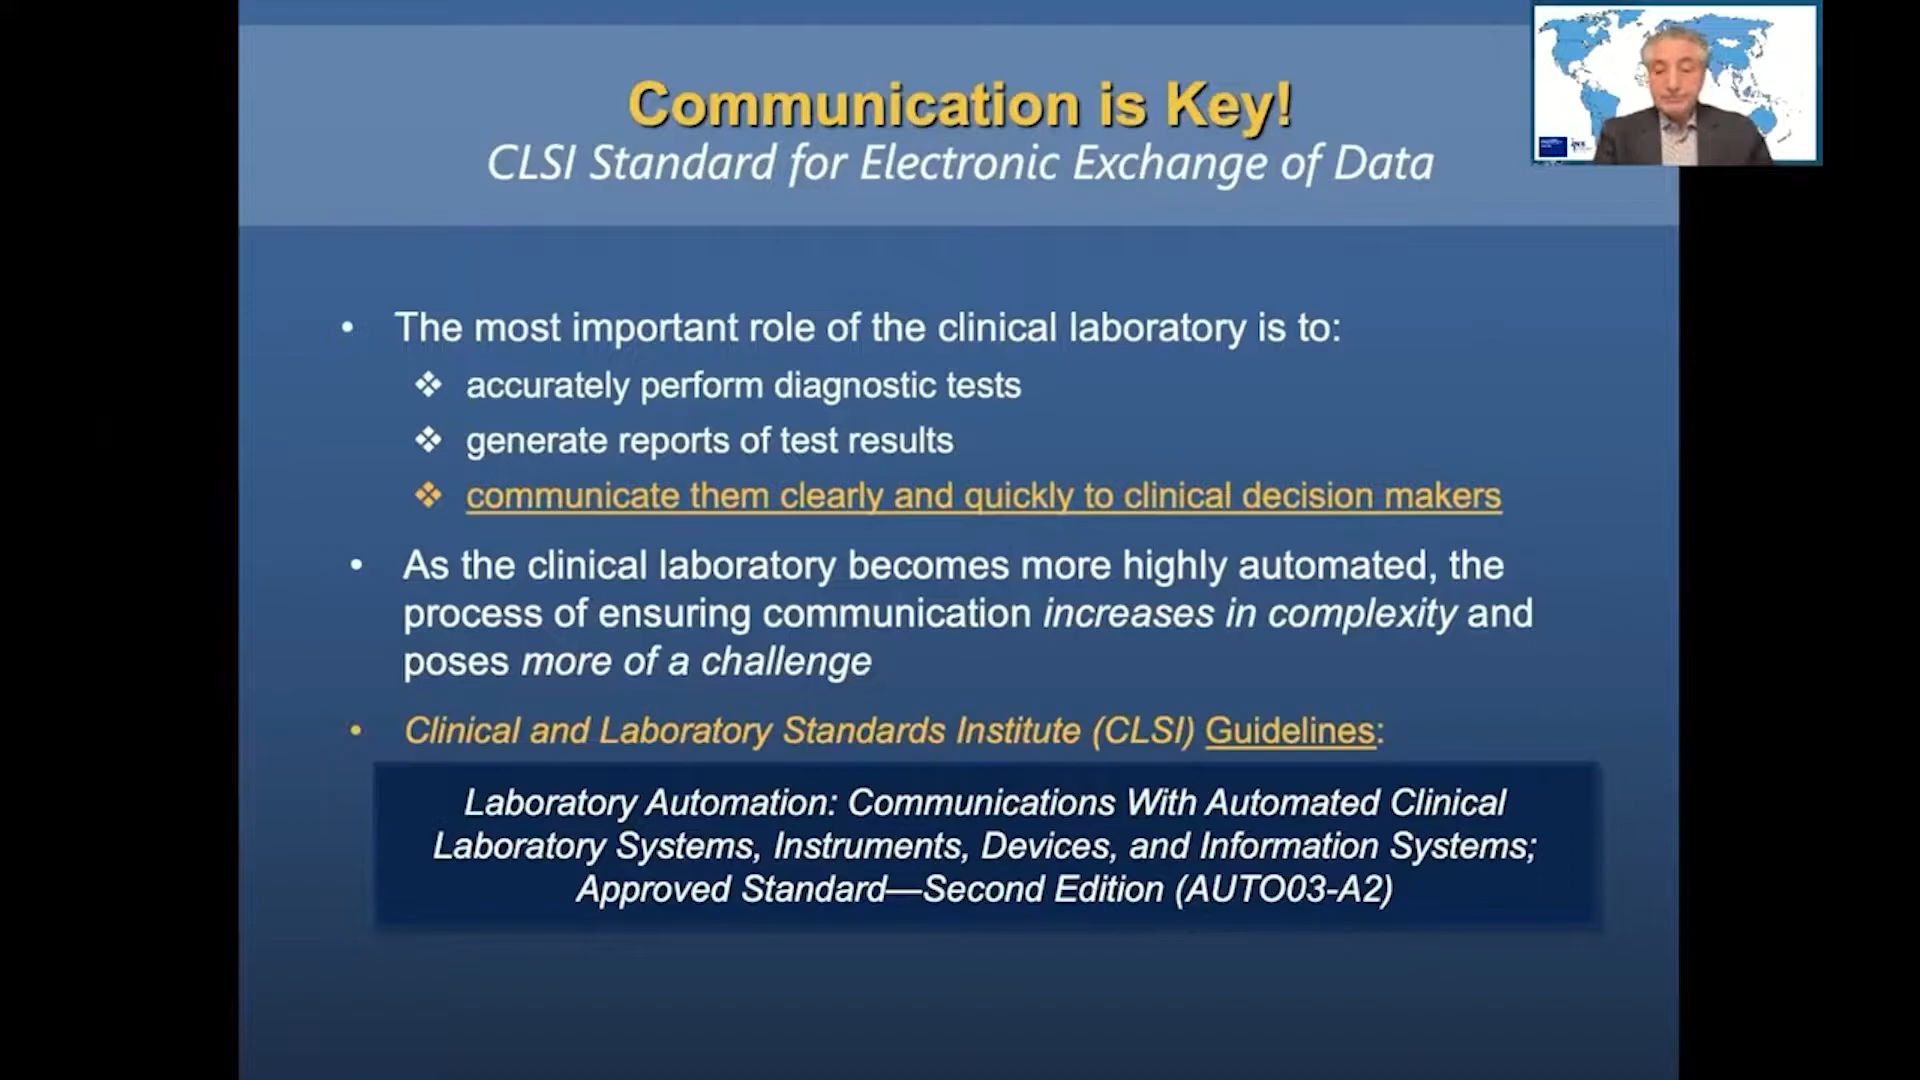 Communication is Key!
CLSI Standard for Electronic Exchange of Data
• The most important role of the clinical laboratory is to:
❖ accurately perform diagnostic tests
❖ generate reports of test results
❖ communicate them clearly and quickly to clinical decision makers
• As the clinical laboratory becomes more highly automated, the
process of ensuring communication increases in complexity and
poses more of a challenge
• Clinical and Laboratory Standards Institute (CLSI) Guidelines:
Laboratory Automation: Communications With Automated Clinical
Laboratory Systems, Instruments, Devices, and Information Systems;
Approved Standard—Second Edition (AUTO03-A2)